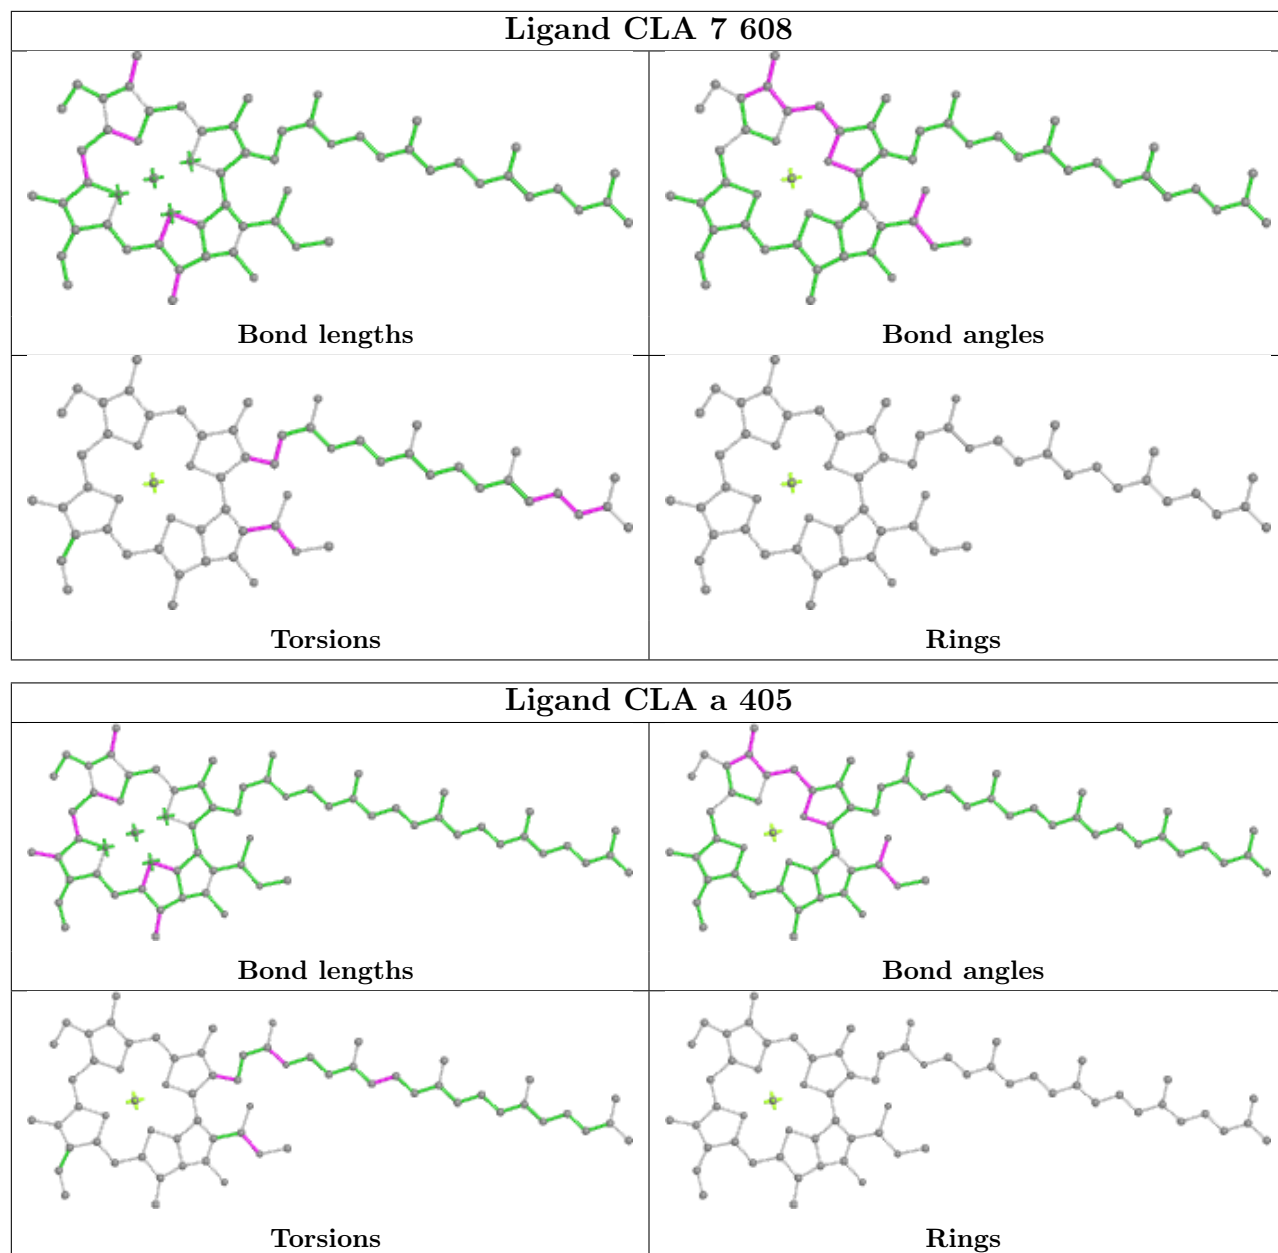 Ligand CLA 7 608
Bond lengths
Bond angles
Torsions
Rings
Ligand CLA a 405
Bond lengths
Bond angles
Torsions
Rings